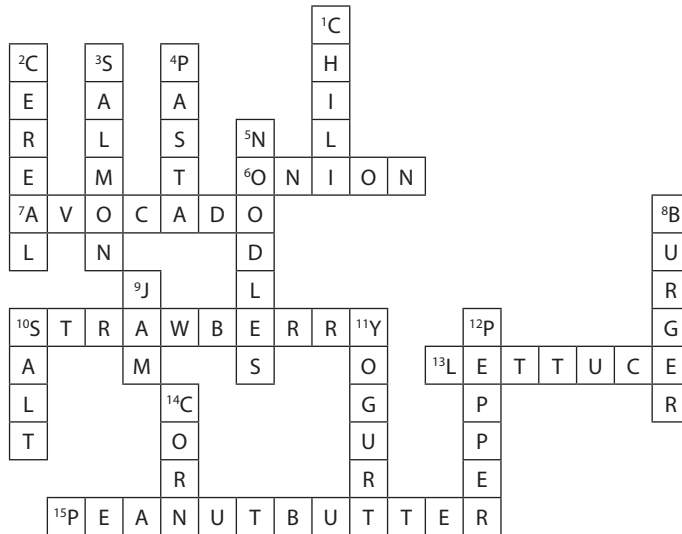 1C
2C 3S 4P H
E A A I
R L S 5N L
E M T 6O N I O N
7A V O C A D O 8B
L N D U
9J L R
10S T R A W B E R R 11Y 12P G
A M S O 13L E T T U C E
L 14C G P R
T O U P
R R E
15P E A N U T B U T T E R